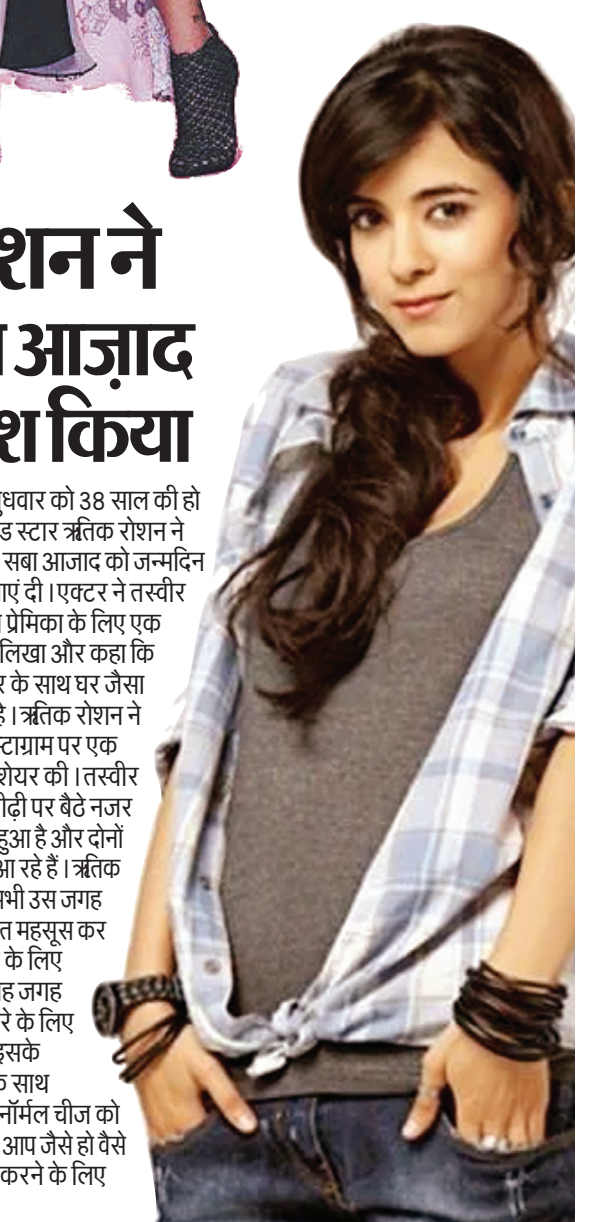 शन ने
आज़ाद
श किया
बुधवार को 38 साल की हो
ड स्टार ऋतिक रोशन ने
सबा आजाद को जन्मदिन
एं दी । एक्टर ने तस्वीर
प्रेमिका के लिए एक
लिखा और कहा कि
र के साथ घर जैसा
है । ऋतिक रोशन ने
स्टाग्राम पर एक
शेयर की । तस्वीर
ीढ़ी पर बैठे नजर
हुआ है और दोनों
आ रहे हैं । ऋतिक
भी उस जगह
त महसूस कर
के लिए
ह जगह
रे के लिए
इसके
क साथ
नॉर्मल चीज को
आप जैसे हो वैसे
करने के लिए